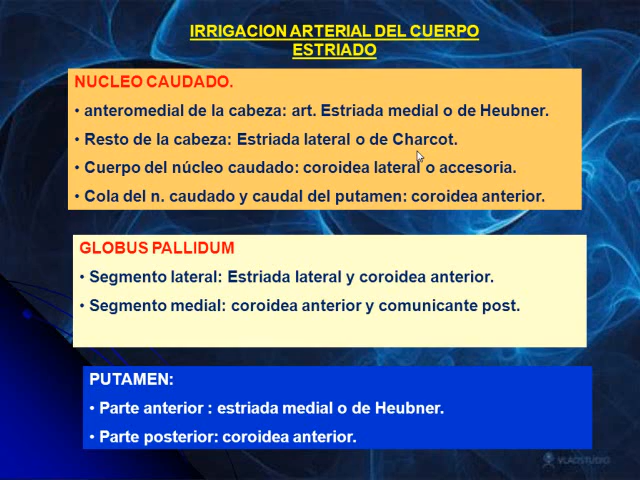 IRRIGACION ARTERIAL DEL CUERPO
ESTRIADO
NUCLEO CAUDADO.
• anteromedial de la cabeza: art. Estriada medial o de Heubner.
• Resto de la cabeza: Estriada lateral o de Charcot.
• Cuerpo del núcleo caudado: coroidea lateral o accesoria.
• Cola del n. caudado y caudal del putamen: coroidea anterior.
GLOBUS PALLIDUM
• Segmento lateral: Estriada lateral y coroidea anterior.
• Segmento medial: coroidea anterior y comunicante post.
PUTAMEN:
• Parte anterior : estriada medial o de Heubner.
• Parte posterior: coroidea anterior.
VLADSTUDIO